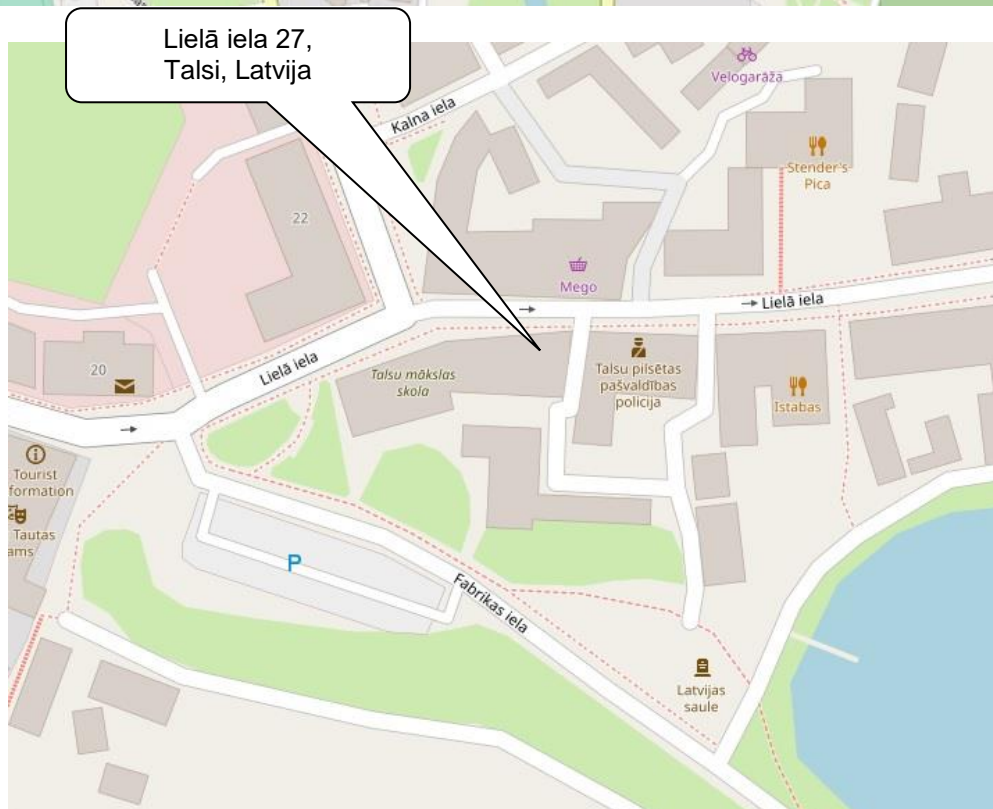 Lielā iela 27,
Talsi, Latvija
Velogarāža
Kalna iela
Stender's
Pica
22
Mego
Lielā iela
Lielā iela
20
Talsu mākslas
skola
Talsu pilsētas
pašvaldības
policija
Istabas
Tourist
formation
Tautas
ams
P
Fabrikas iela
Latvijas
saule